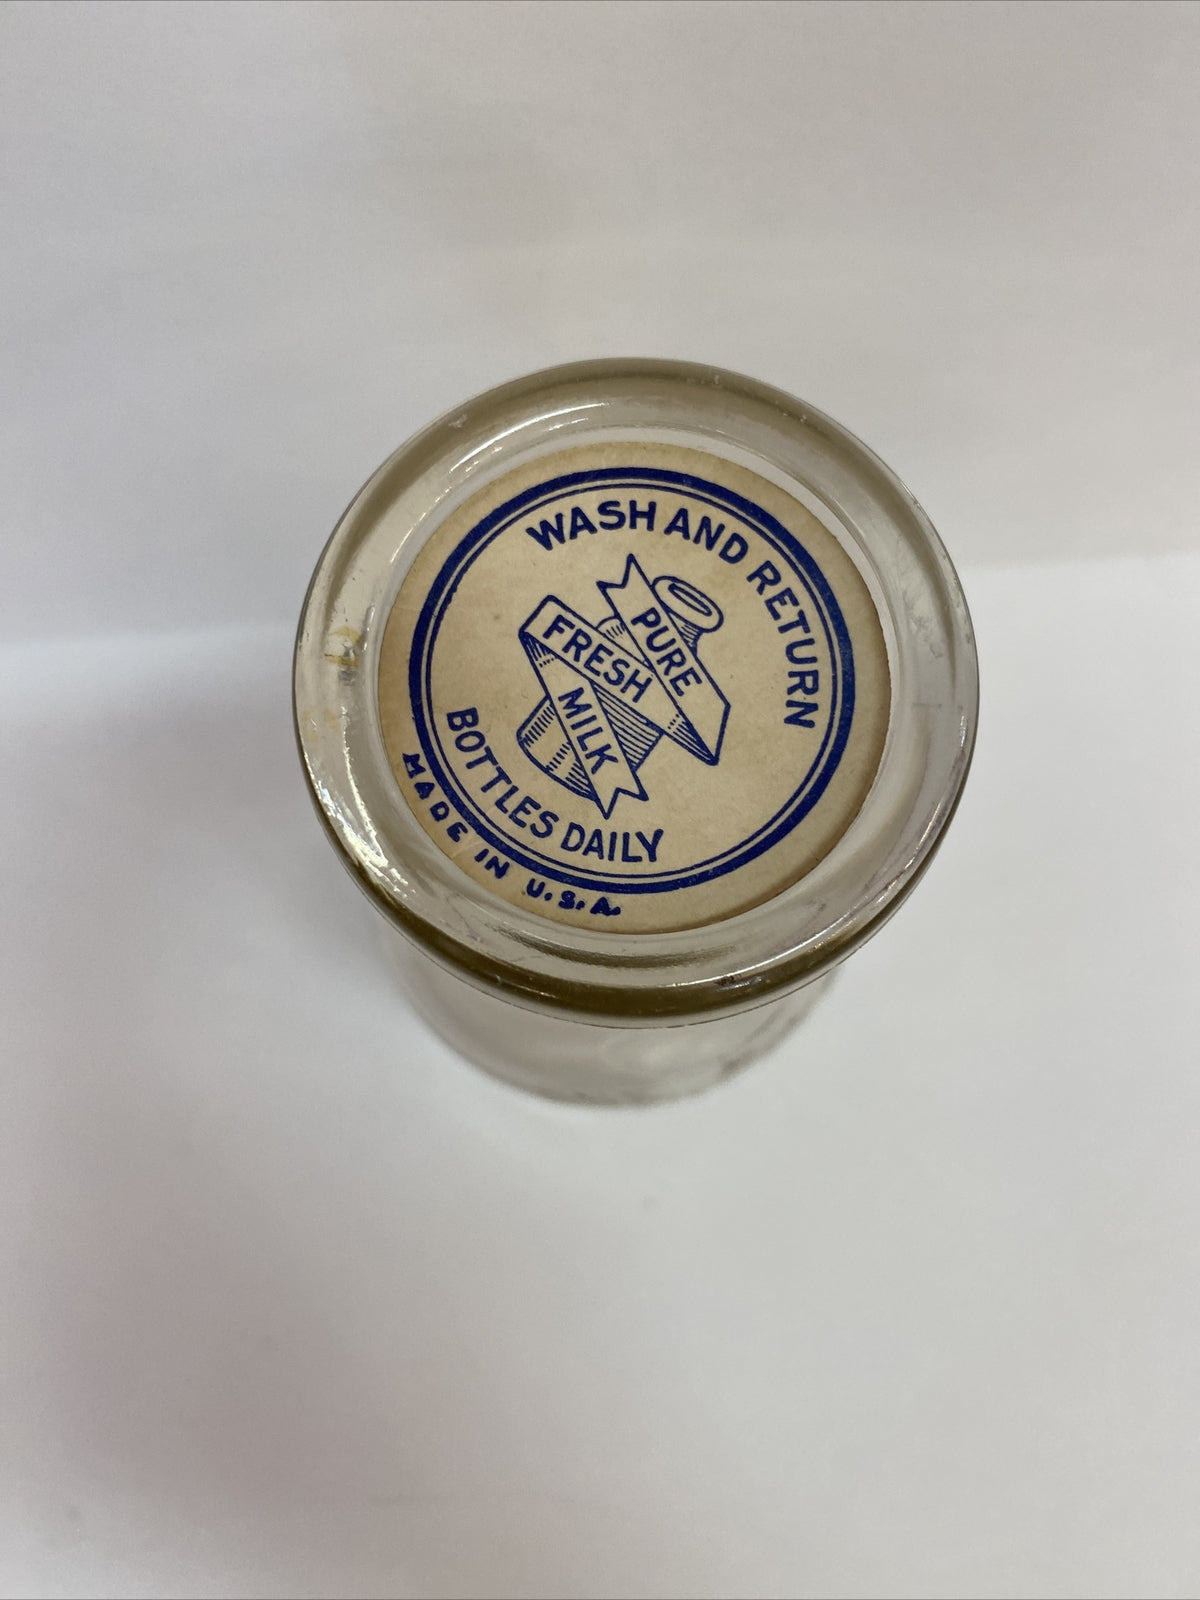 WASH AND RETURN
PURE
FRESH
MILK
BOTTLES DAILY
MADE IN U.S.A.